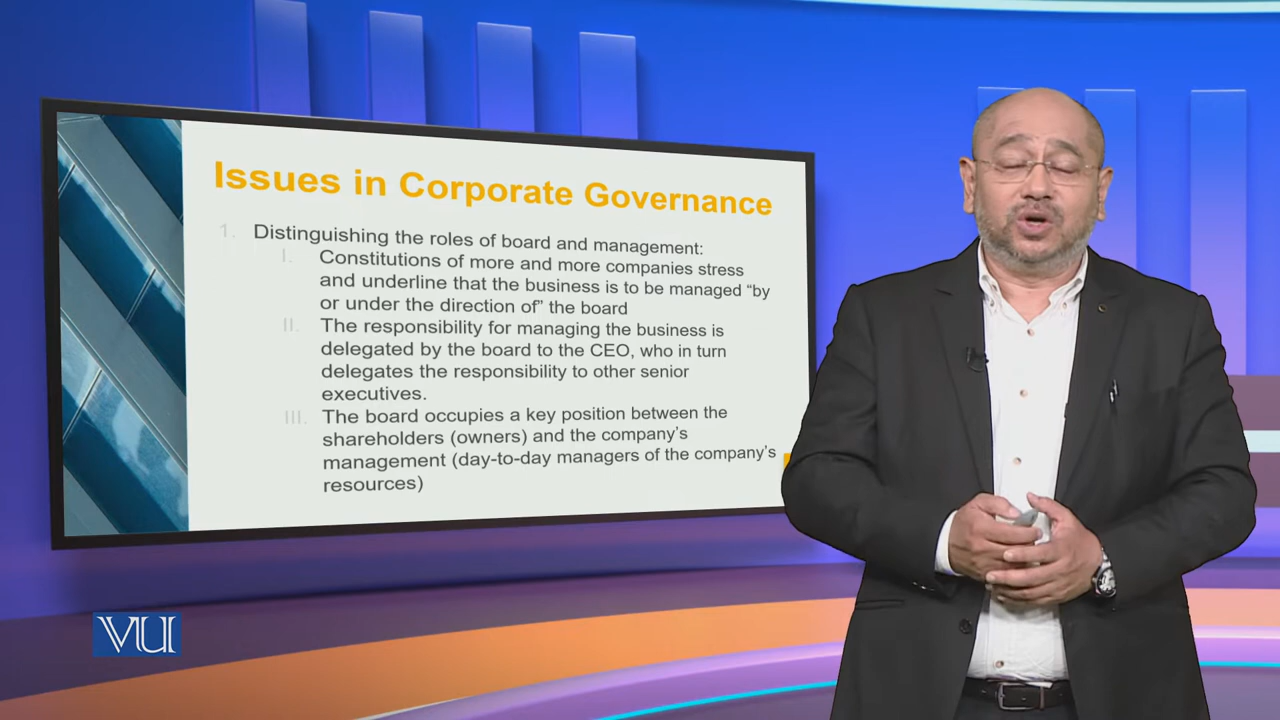 Issues in Corporate Governance
1. Distinguishing the roles of board and management:
I. Constitutions of more and more companies stress
and underline that the business is to be managed “by
or under the direction of” the board
II. The responsibility for managing the business is
delegated by the board to the CEO, who in turn
delegates the responsibility to other senior
executives.
III. The board occupies a key position between the
shareholders (owners) and the company’s
management (day-to-day managers of the company’s
resources)
VU